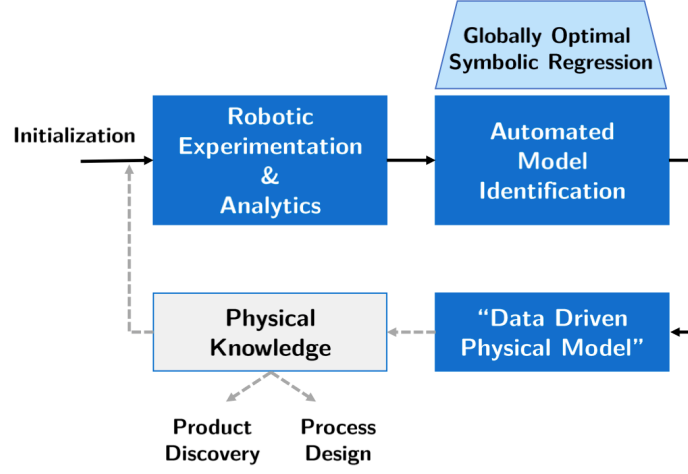 Globally Optimal
Symbolic Regression
Initialization
Robotic
Experimentation
&
Analytics
Automated
Model
Identification
Physical
Knowledge
“Data Driven
Physical Model”
Product
Discovery
Process
Design